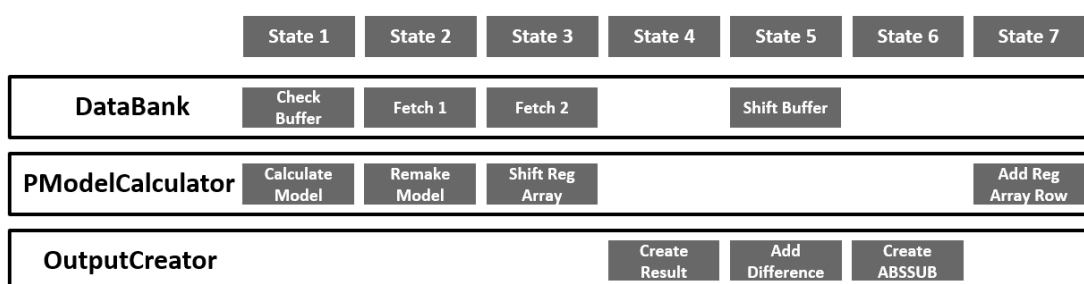 State 1 State 2 State 3 State 4 State 5 State 6 State 7
DataBank
Check
Buffer
Fetch 1
Fetch 2
Shift Buffer
PModelCalculator
Calculate
Model
Remake
Model
Shift Reg
Array
Add Reg
Array Row
OutputCreator
Create
Result
Add
Difference
Create
ABSSUB